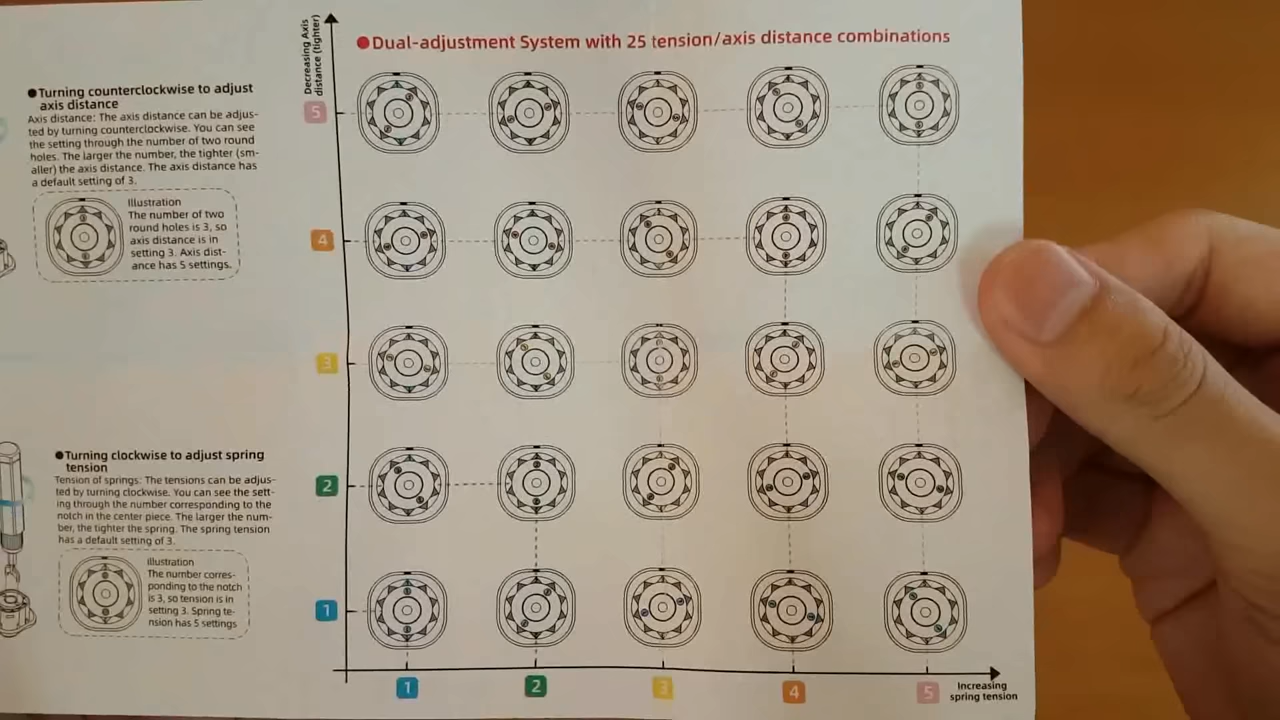 ●Turning counterclockwise to adjust
axis distance
Axis distance: The axis distance can be adjus-
ted by turning counterclockwise. You can see
the setting through the number of two round
holes. The larger the number, the tighter (sm-
aller) the axis distance. The axis distance has
a default setting of 3.
Illustration
The number of two
round holes is 3, so
axis distance is in
setting 3. Axis dist-
ance has 5 settings.
●Turning clockwise to adjust spring
tension
Tension of springs: The tensions can be adjus-
ted by turning clockwise. You can see the sett-
ing through the number corresponding to the
notch in the center piece. The larger the num-
ber, the tighter the spring. The spring tension
has a default setting of 3.
Illustration
The number corres-
ponding to the notch
is 3, so tension is in
setting 3. Spring te-
nsion has 5 settings
●Dual-adjustment System with 25 tension/axis distance combinations
Decreasing Axis
distance (tighter)
5
4
3
2
1
1 2 3 4 5
Increasing
spring tension